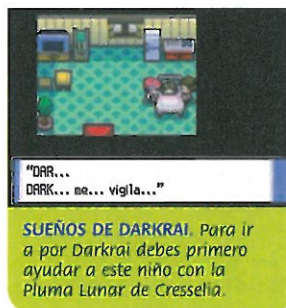 "DAR...
DARK... me... vigila..."
SUEÑOS DE DARKRAI. Para ir
a por Darkrai debes primero
ayudar a este niño con la
Pluma Lunar de Cresselia.